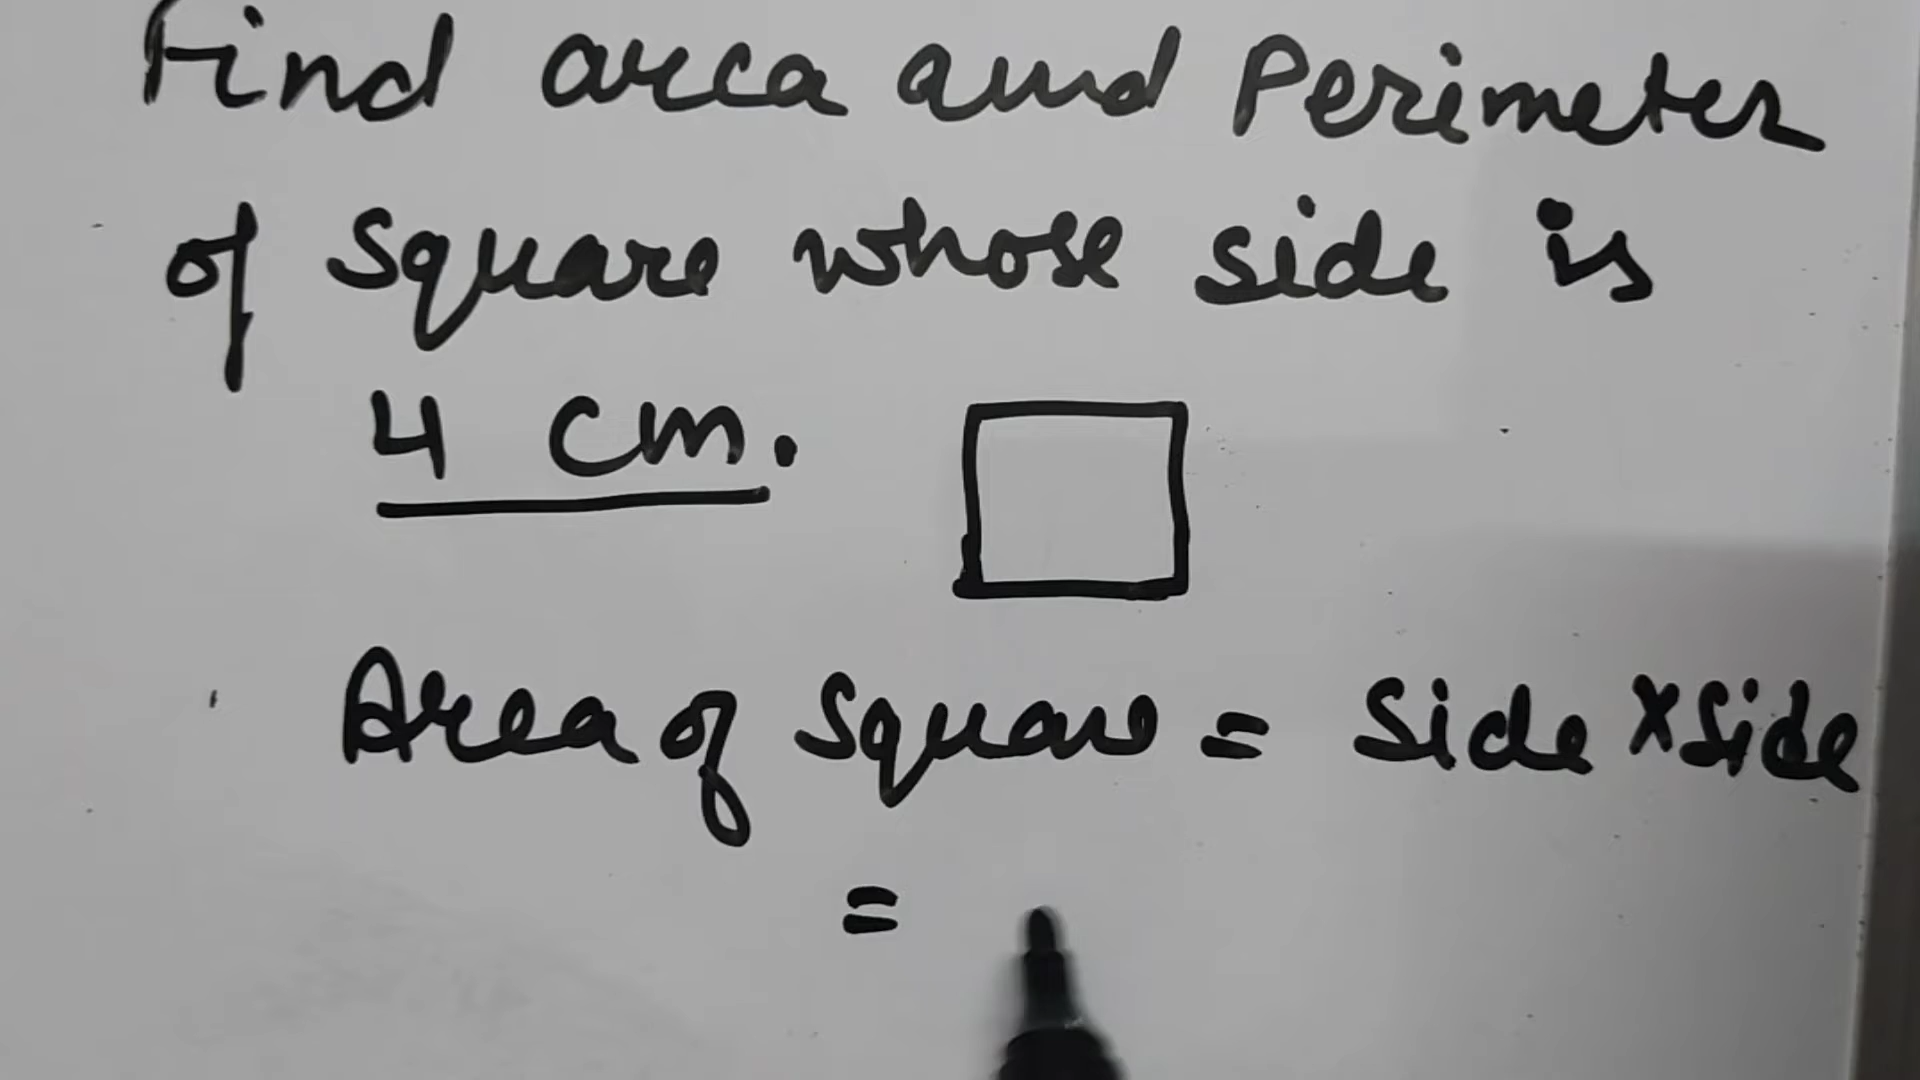 Find area and Perimeter
of square whose side is
4 cm.
Area of square = side × side
=